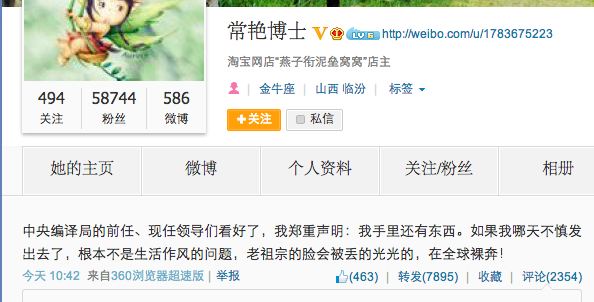 常艳博士 V LV 6 http://weibo.com/u/1783675223
淘宝网店"燕子衔泥垒窝窝"店主
金牛座 | 山西 临汾 | 标签
494 58744 586
关注 粉丝 微博
+关注 私信
她的主页 微博 个人资料 关注/粉丝 相册
中央编译局的前任、现任领导们看好了，我郑重声明：我手里还有东西。如果我哪天不慎发
出去了，根本不是生活作风的问题，老祖宗的脸会被丢的光光的，在全球裸奔！
今天 10:42 来自360浏览器超速版 | 举报 (463) | 转发(7895) | 收藏 | 评论(2354)